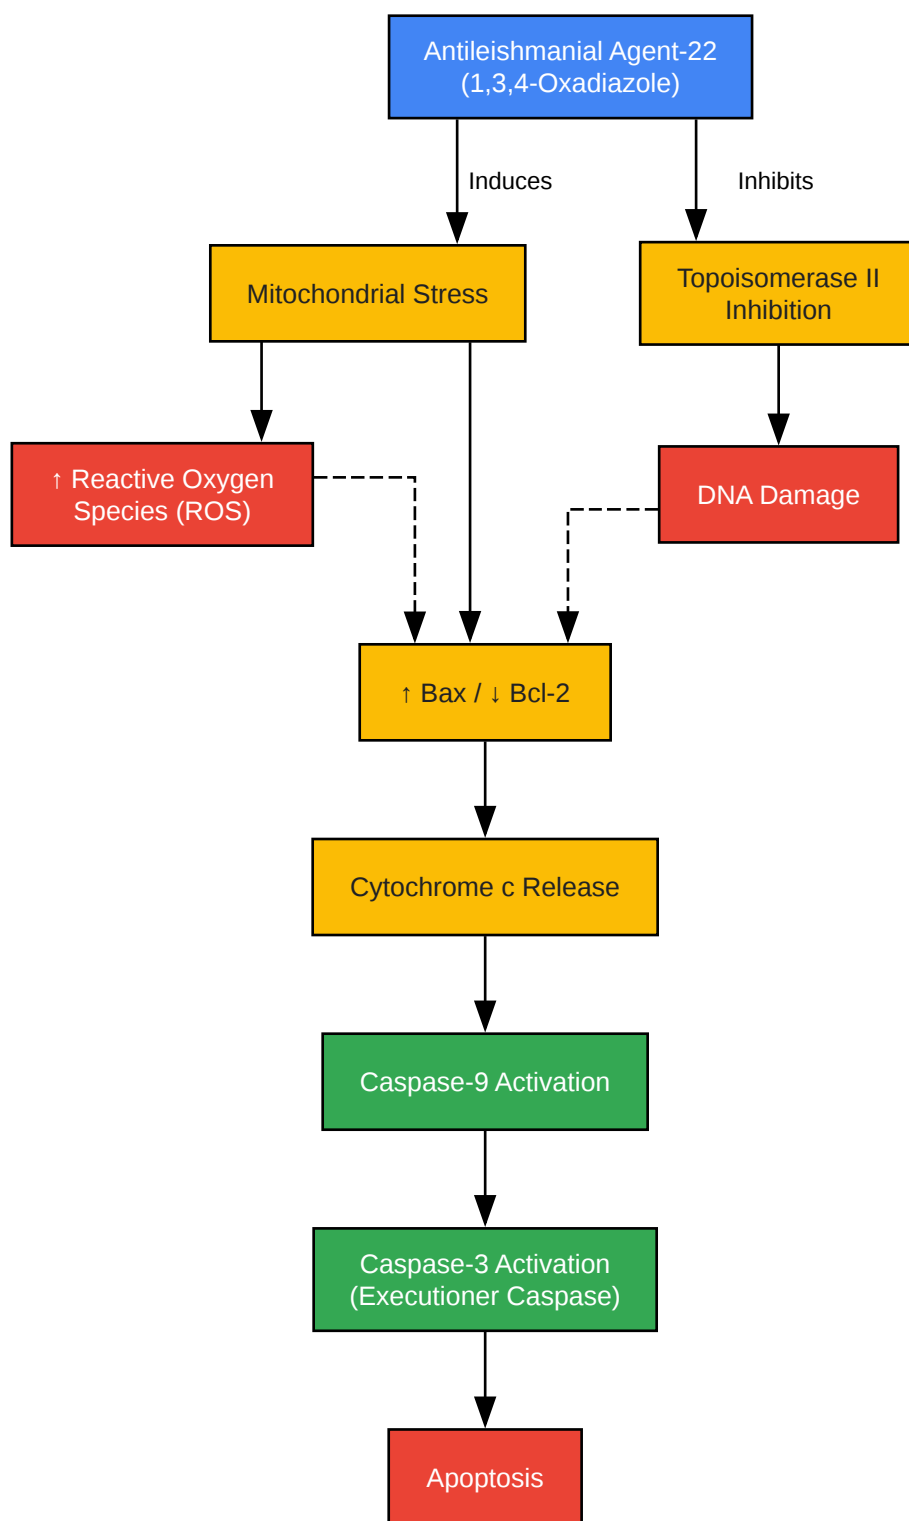 Antileishmanial Agent-22
(1,3,4-Oxadiazole)
Induces
Inhibits
Mitochondrial Stress
Topoisomerase II
Inhibition
↑ Reactive Oxygen
Species (ROS)
DNA Damage
↑ Bax / ↓ Bcl-2
Cytochrome c Release
Caspase-9 Activation
Caspase-3 Activation
(Executioner Caspase)
Apoptosis